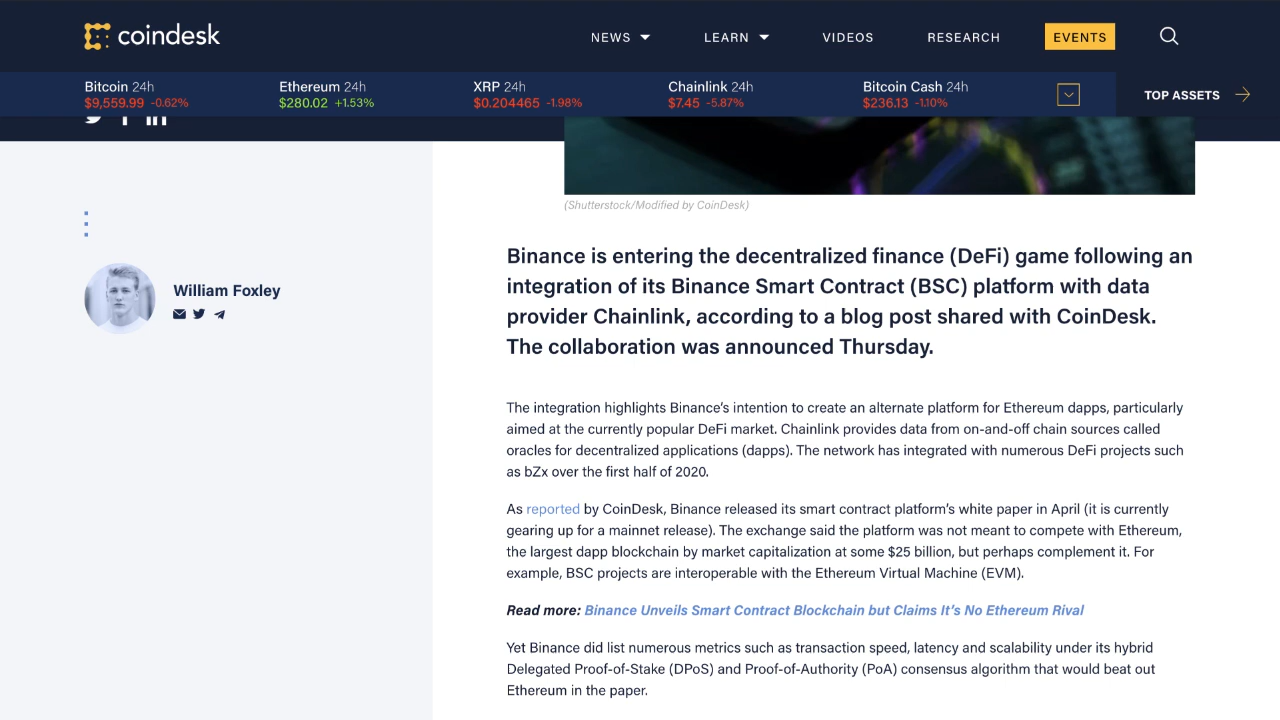 coindesk
NEWS
LEARN
VIDEOS
RESEARCH
EVENTS
Bitcoin 24h
$9,559.99 -0.62%
Ethereum 24h
$280.02 +1.53%
XRP 24h
$0.204465 -1.98%
Chainlink 24h
$7.45 -5.87%
Bitcoin Cash 24h
$236.13 -1.10%
TOP ASSETS
(Shutterstock/Modified by CoinDesk)
William Foxley
Binance is entering the decentralized finance (DeFi) game following an
integration of its Binance Smart Contract (BSC) platform with data
provider Chainlink, according to a blog post shared with CoinDesk.
The collaboration was announced Thursday.
The integration highlights Binance’s intention to create an alternate platform for Ethereum dapps, particularly
aimed at the currently popular DeFi market. Chainlink provides data from on-and-off chain sources called
oracles for decentralized applications (dapps). The network has integrated with numerous DeFi projects such
as bZx over the first half of 2020.
As reported by CoinDesk, Binance released its smart contract platform’s white paper in April (it is currently
gearing up for a mainnet release). The exchange said the platform was not meant to compete with Ethereum,
the largest dapp blockchain by market capitalization at some $25 billion, but perhaps complement it. For
example, BSC projects are interoperable with the Ethereum Virtual Machine (EVM).
Read more: Binance Unveils Smart Contract Blockchain but Claims It’s No Ethereum Rival
Yet Binance did list numerous metrics such as transaction speed, latency and scalability under its hybrid
Delegated Proof-of-Stake (DPoS) and Proof-of-Authority (PoA) consensus algorithm that would beat out
Ethereum in the paper.